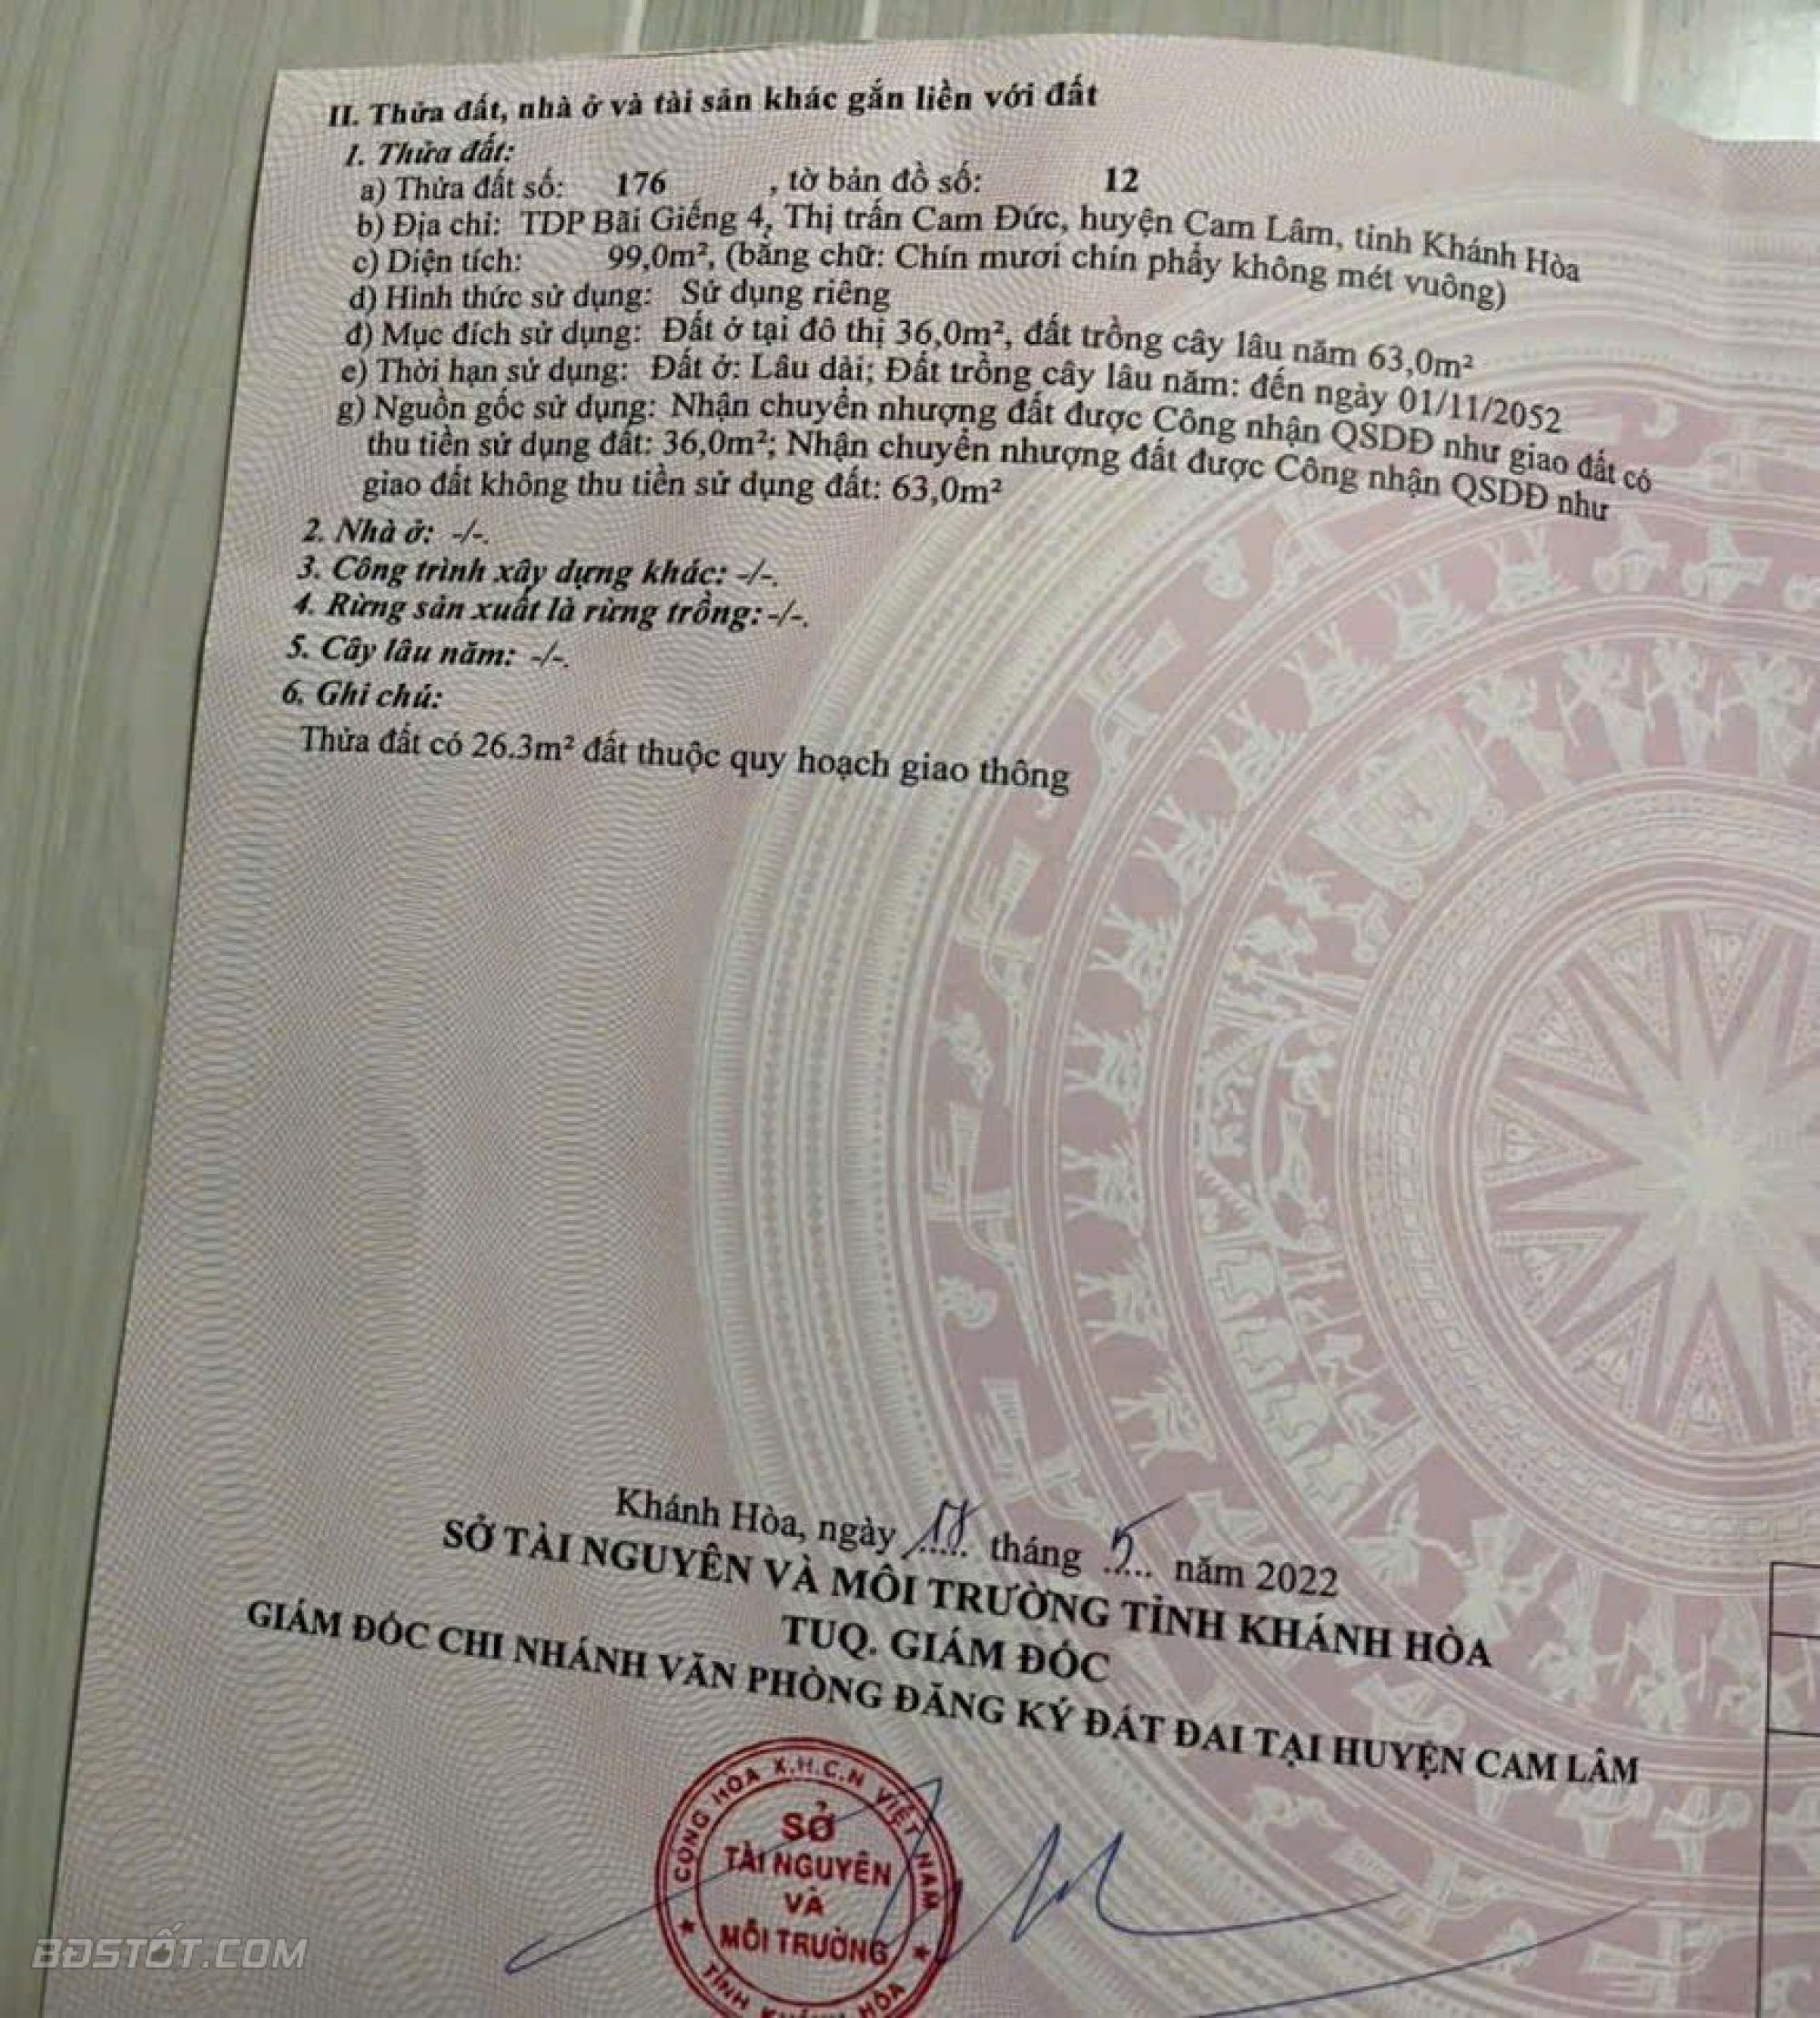 II. Thửa đất, nhà ở và tài sản khác gắn liền với đất
1. Thửa đất:
a) Thửa đất số: 176 , tờ bản đồ số: 12
b) Địa chỉ: TDP Bãi Giếng 4, Thị trấn Cam Đức, huyện Cam Lâm, tỉnh Khánh Hòa
c) Diện tích: 99,0m², (bằng chữ: Chín mươi chín phẩy không mét vuông)
d) Hình thức sử dụng: Sử dụng riêng
đ) Mục đích sử dụng: Đất ở tại đô thị 36,0m², đất trồng cây lâu năm 63,0m²
e) Thời hạn sử dụng: Đất ở: Lâu dài; Đất trồng cây lâu năm: đến ngày 01/11/2052
g) Nguồn gốc sử dụng: Nhận chuyển nhượng đất được Công nhận QSDĐ như giao đất có
thu tiền sử dụng đất: 36,0m²; Nhận chuyển nhượng đất được Công nhận QSDĐ như
giao đất không thu tiền sử dụng đất: 63,0m²
2. Nhà ở: -/-.
3. Công trình xây dựng khác: -/-.
4. Rừng sản xuất là rừng trồng: -/-.
5. Cây lâu năm: -/-.
6. Ghi chú:
Thửa đất có 26.3m² đất thuộc quy hoạch giao thông
Khánh Hòa, ngày ..... tháng 5 năm 2022
SỞ TÀI NGUYÊN VÀ MÔI TRƯỜNG TỈNH KHÁNH HÒA
TUQ. GIÁM ĐỐC
GIÁM ĐỐC CHI NHÁNH VĂN PHÒNG ĐĂNG KÝ ĐẤT ĐAI TẠI HUYỆN CAM LÂM
CỘNG HÒA X.H.C.N VIỆT NAM
SỞ
TÀI NGUYÊN
VÀ
MÔI TRƯỜNG
TỈNH KHÁNH HÒA
BĐSTỐT.COM